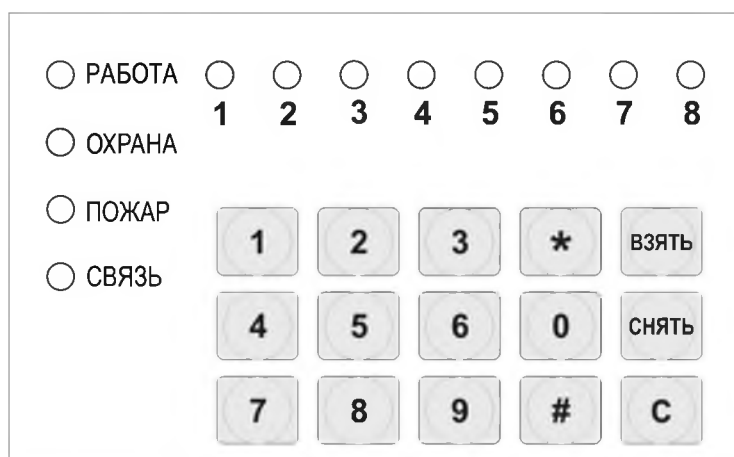 РАБОТА
1 2 3 4 5 6 7 8
ОХРАНА
ПОЖАР
СВЯЗЬ
1 2 3 * ВЗЯТЬ
4 5 6 0 СНЯТЬ
7 8 9 # С